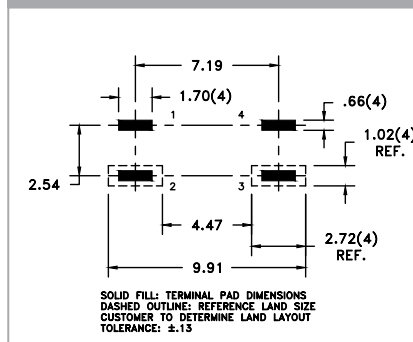 7.19
1.70(4)
1
4
.66(4)
1.02(4)
REF.
2.54
2
3
4.47
2.72(4)
REF.
9.91
SOLID FILL: TERMINAL PAD DIMENSIONS
DASHED OUTLINE: REFERENCE LAND SIZE
CUSTOMER TO DETERMINE LAND LAYOUT
TOLERANCE: ±.13